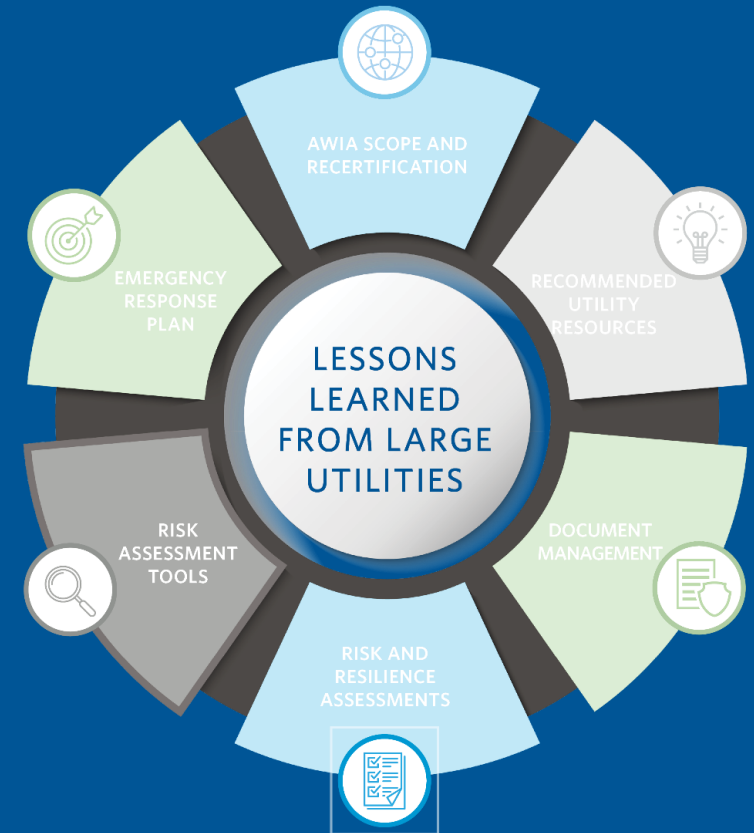 AWIA SCOPE AND
RECERTIFICATION
RECOMMENDED
UTILITY
RESOURCES
DOCUMENT
MANAGEMENT
RISK AND
RESILIENCE
ASSESSMENTS
RISK
ASSESSMENT
TOOLS
EMERGENCY
RESPONSE
PLAN
LESSONS
LEARNED
FROM LARGE
UTILITIES